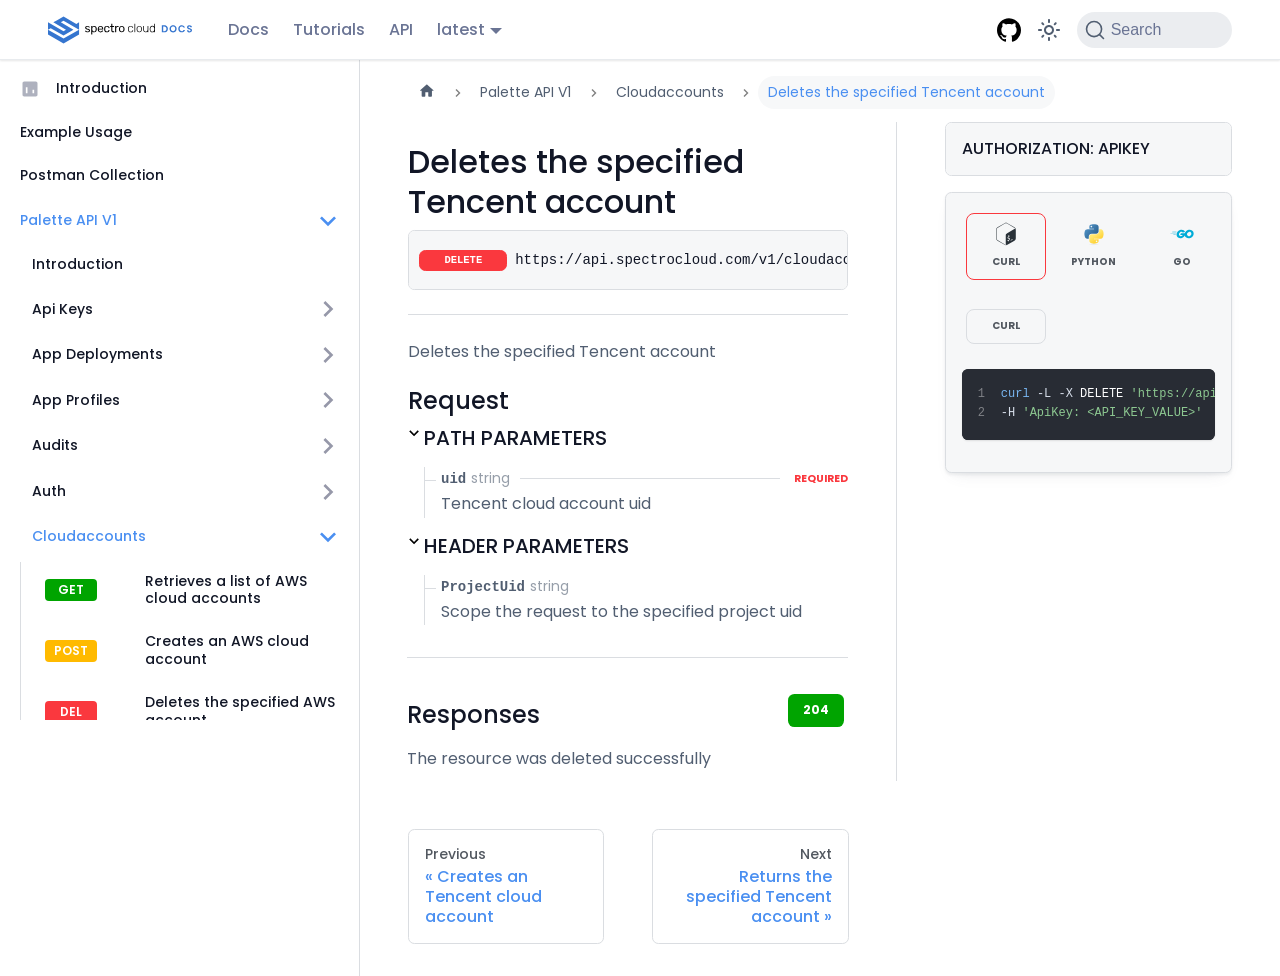 spectro cloud DOCS Docs Tutorials API latest Search
Introduction
Example Usage
Postman Collection
Palette API V1
Introduction
Api Keys
App Deployments
App Profiles
Audits
Auth
Cloudaccounts
GET Retrieves a list of AWS
cloud accounts
POST Creates an AWS cloud
account
DEL Deletes the specified AWS
account
Palette API V1 Cloudaccounts Deletes the specified Tencent account
Deletes the specified
Tencent account
DELETE https://api.spectrocloud.com/v1/cloudacc
Deletes the specified Tencent account
Request
PATH PARAMETERS
uid string REQUIRED
Tencent cloud account uid
HEADER PARAMETERS
ProjectUid string
Scope the request to the specified project uid
Responses 204
The resource was deleted successfully
Previous
« Creates an
Tencent cloud
account
Next
Returns the
specified Tencent
account »
AUTHORIZATION: APIKEY
CURL PYTHON GO
CURL
1 curl -L -X DELETE 'https://api
2 -H 'ApiKey: <API_KEY_VALUE>'